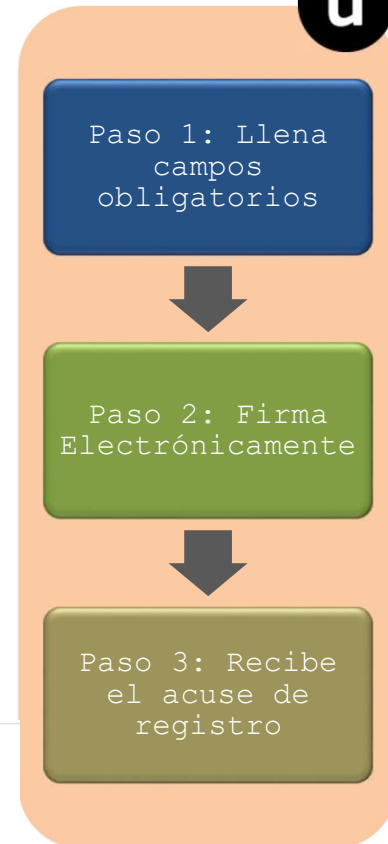 u
Paso 1: Llena
campos
obligatorios
Paso 2: Firma
Electrónicamente
Paso 3: Recibe
el acuse de
registro